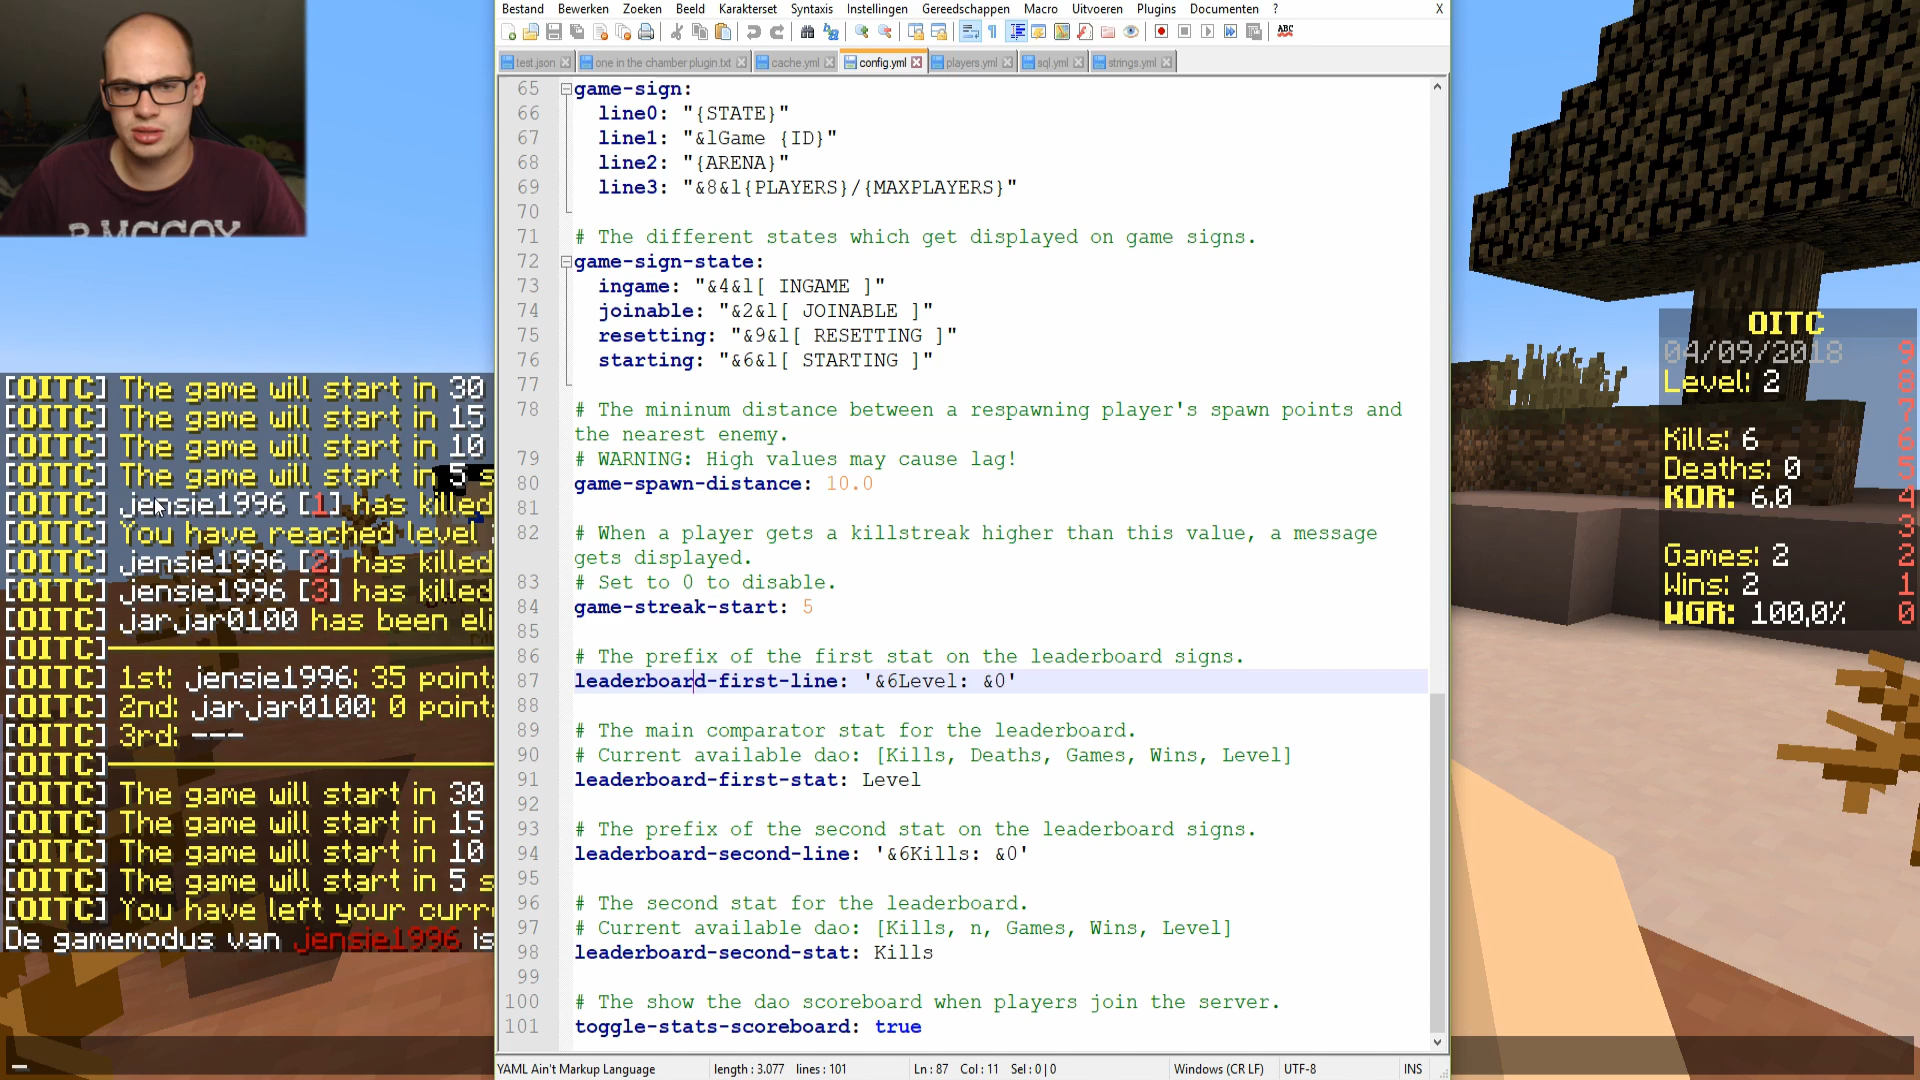 Bestand Bewerken Zoeken Beeld Karakterset Syntaxis Instellingen Gereedschappen Macro Uitvoeren Plugins Documenten ? X
ABC
test.json one in the chamber plugin.txt cache.yml config.yml players.yml sql.yml strings.yml
65 game-sign:
66 line0: "{STATE}"
67 line1: "&lGame {ID}"
68 line2: "{ARENA}"
69 line3: "&8&l{PLAYERS}/{MAXPLAYERS}"
70
71 # The different states which get displayed on game signs.
72 game-sign-state:
73 ingame: "&4&l[ INGAME ]"
74 joinable: "&2&l[ JOINABLE ]"
75 resetting: "&9&l[ RESETTING ]"
76 starting: "&6&l[ STARTING ]"
77
78 # The mininum distance between a respawning player's spawn points and
the nearest enemy.
79 # WARNING: High values may cause lag!
80 game-spawn-distance: 10.0
81
82 # When a player gets a killstreak higher than this value, a message
gets displayed.
83 # Set to 0 to disable.
84 game-streak-start: 5
85
86 # The prefix of the first stat on the leaderboard signs.
87 leaderboard-first-line: '&6Level: &0'
88
89 # The main comparator stat for the leaderboard.
90 # Current available dao: [Kills, Deaths, Games, Wins, Level]
91 leaderboard-first-stat: Level
92
93 # The prefix of the second stat on the leaderboard signs.
94 leaderboard-second-line: '&6Kills: &0'
95
96 # The second stat for the leaderboard.
97 # Current available dao: [Kills, n, Games, Wins, Level]
98 leaderboard-second-stat: Kills
99
100 # The show the dao scoreboard when players join the server.
101 toggle-stats-scoreboard: true
YAML Ain't Markup Language length : 3.077 lines : 101 Ln : 87 Col : 11 Sel : 0 | 0 Windows (CR LF) UTF-8 INS
B.MCCOY
[OITC] The game will start in 30
[OITC] The game will start in 15
[OITC] The game will start in 10
[OITC] The game will start in 5 s
[OITC] jensie1996 [1] has killed
[OITC] You have reached level
[OITC] jensie1996 [2] has killed
[OITC] jensie1996 [3] has killed
[OITC] jarjar0100 has been eli
[OITC]
[OITC] 1st: jensie1996: 35 point
[OITC] 2nd: jarjar0100: 0 point
[OITC] 3rd: ---
[OITC]
[OITC] The game will start in 30
[OITC] The game will start in 15
[OITC] The game will start in 10
[OITC] The game will start in 5 s
[OITC] You have left your curr
De gamemodus van jensie1996 is
OITC
04/09/2018 9
Level: 2 8
7
Kills: 6 6
Deaths: 0 5
KDR: 6.0 4
3
Games: 2 2
Wins: 2 1
WGR: 100,0% 0